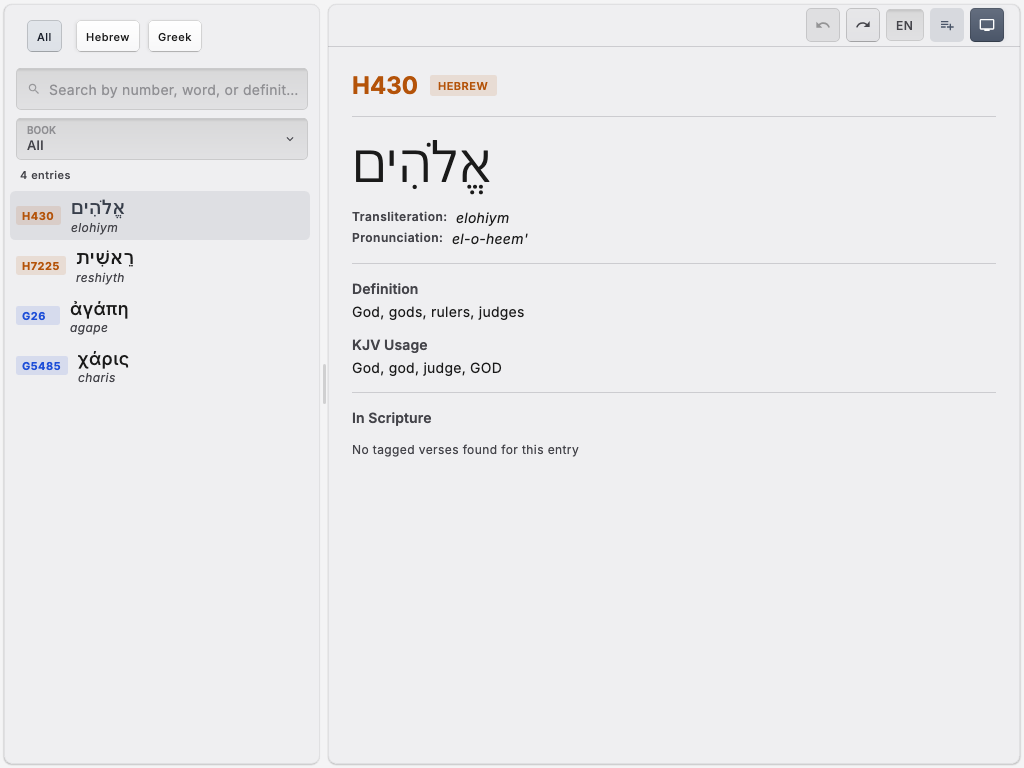 All
Hebrew
Greek
Search by number, word, or definit...
BOOK
All
4 entries
H430
אֱלֹהִים
elohiym
H7225
רֵאשִׁית
reshiyth
G26
ἀγάπη
agape
G5485
χάρις
charis
EN
H430
HEBREW
אֱלֹהִים
Transliteration: elohiym
Pronunciation: el-o-heem'
Definition
God, gods, rulers, judges
KJV Usage
God, god, judge, GOD
In Scripture
No tagged verses found for this entry